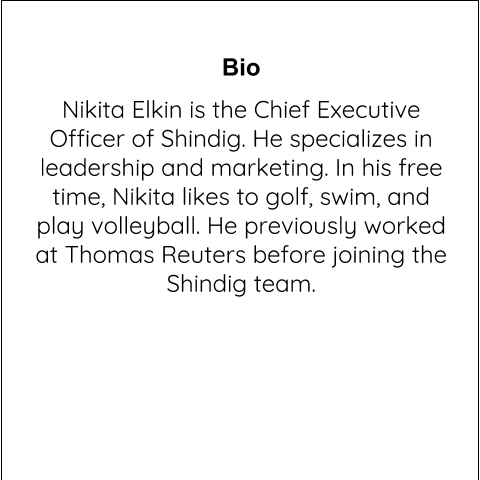 Bio
Nikita Elkin is the Chief Executive
Officer of Shindig. He specializes in
leadership and marketing. In his free
time, Nikita likes to golf, swim, and
play volleyball. He previously worked
at Thomas Reuters before joining the
Shindig team.